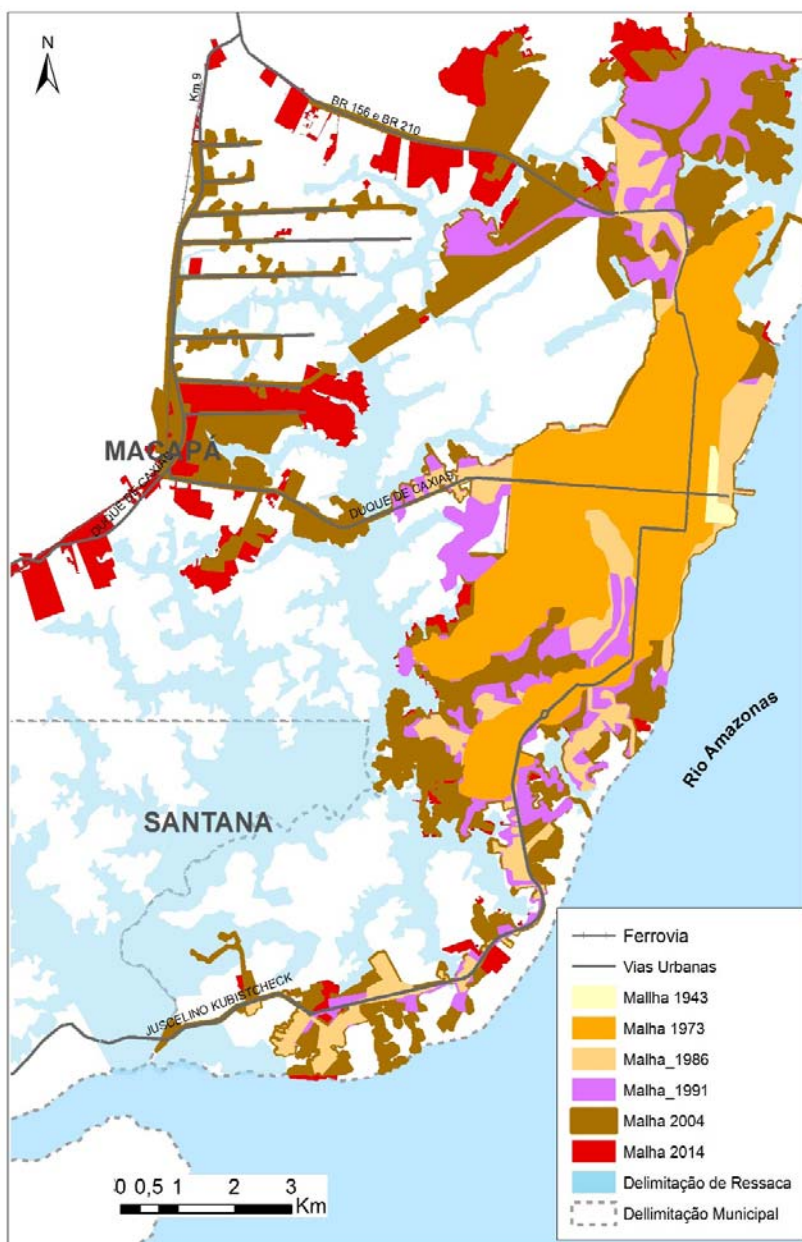 N
Km 9
BR 156 e BR 210
MACAPÁ
DUQUE DE CAXIAS
DUQUE DE CAXIAS
Rio Amazonas
SANTANA
JUSCELINO KUBISTCHECK
Ferrovia
Vias Urbanas
Mallha 1943
Malha 1973
Malha_1986
Malha_1991
Malha 2004
Malha 2014
Delimitação de Ressaca
Dellimitação Municipal
0 0,5 1 2 3
Km